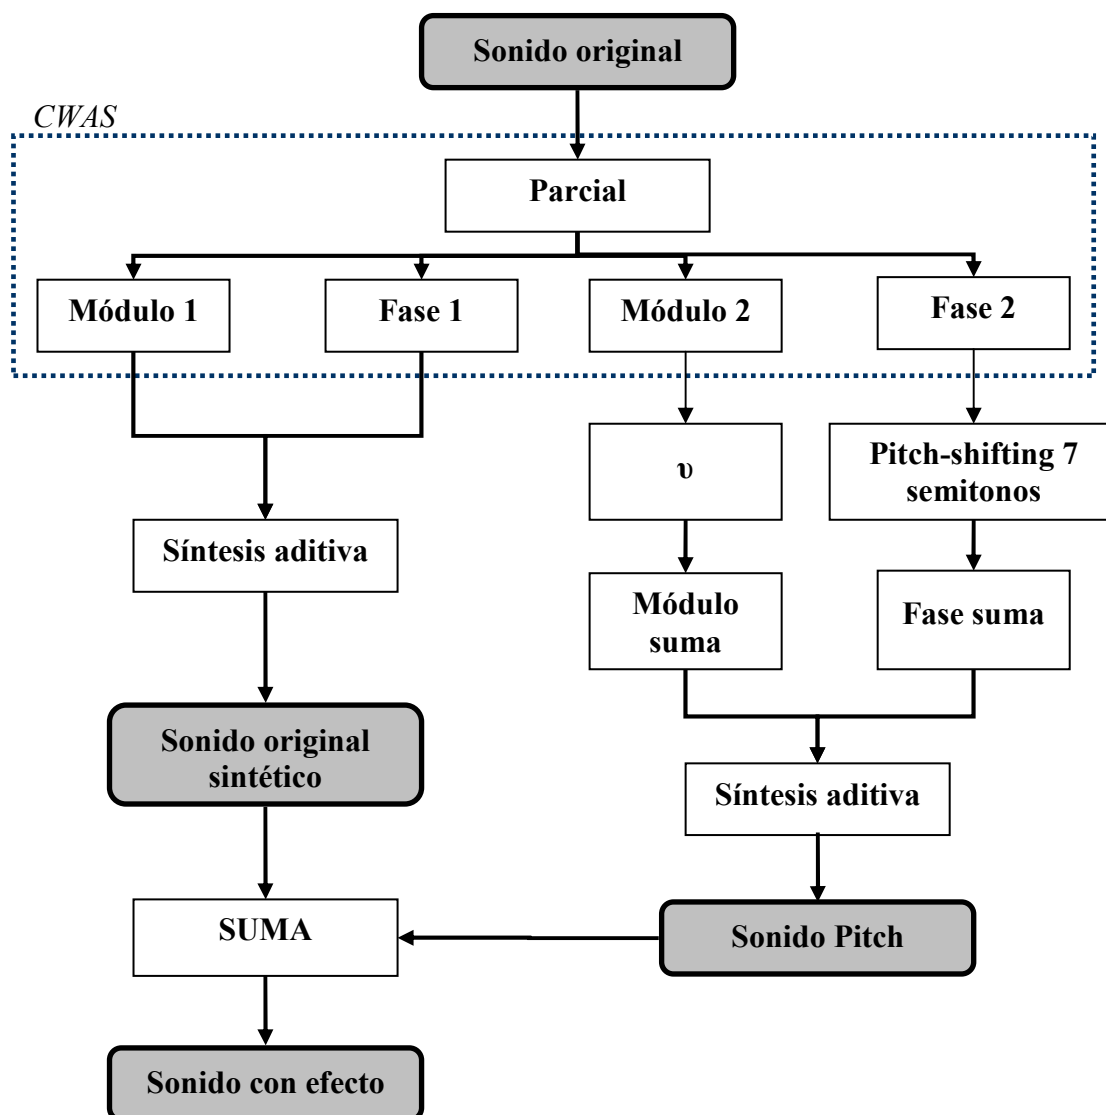 Sonido original
CWAS
Parcial
Módulo 1
Fase 1
Módulo 2
Fase 2
υ
Pitch-shifting 7
semitonos
Síntesis aditiva
Módulo
suma
Fase suma
Sonido original
sintético
Síntesis aditiva
SUMA
Sonido Pitch
Sonido con efecto